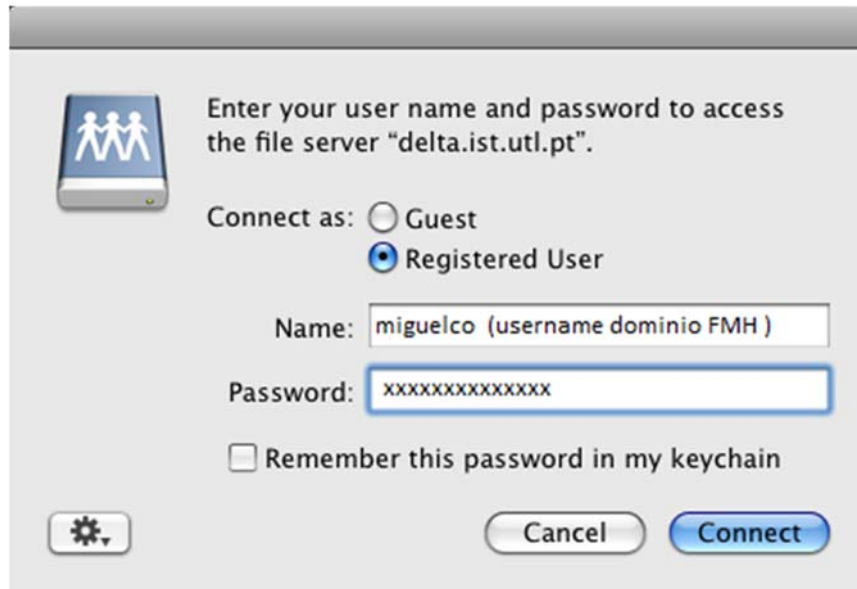 Enter your user name and password to access
the file server “delta.ist.utl.pt”.
Connect as: Guest
Registered User
Name: miguelco (username dominio FMH )
Password: xxxxxxxxxxxxxx
Remember this password in my keychain
Cancel Connect